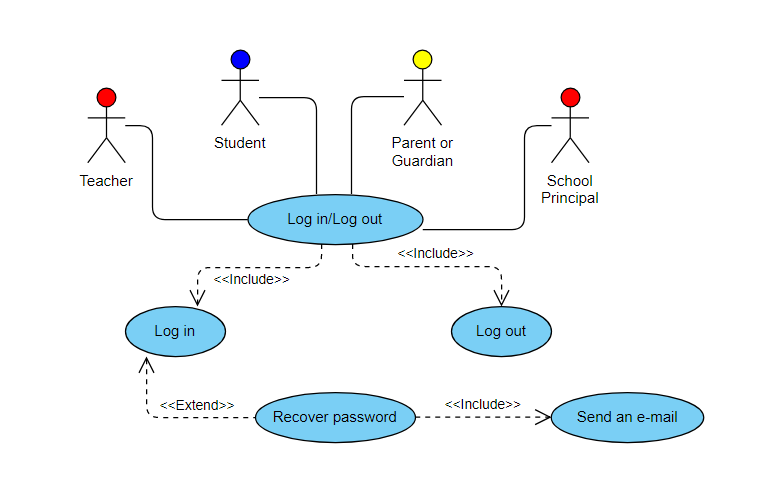 Student
Parent or
Guardian
Teacher
School
Principal
Log in/Log out
<<Include>>
<<Include>>
Log in
Log out
<<Extend>>
Recover password
<<Include>>
Send an e-mail